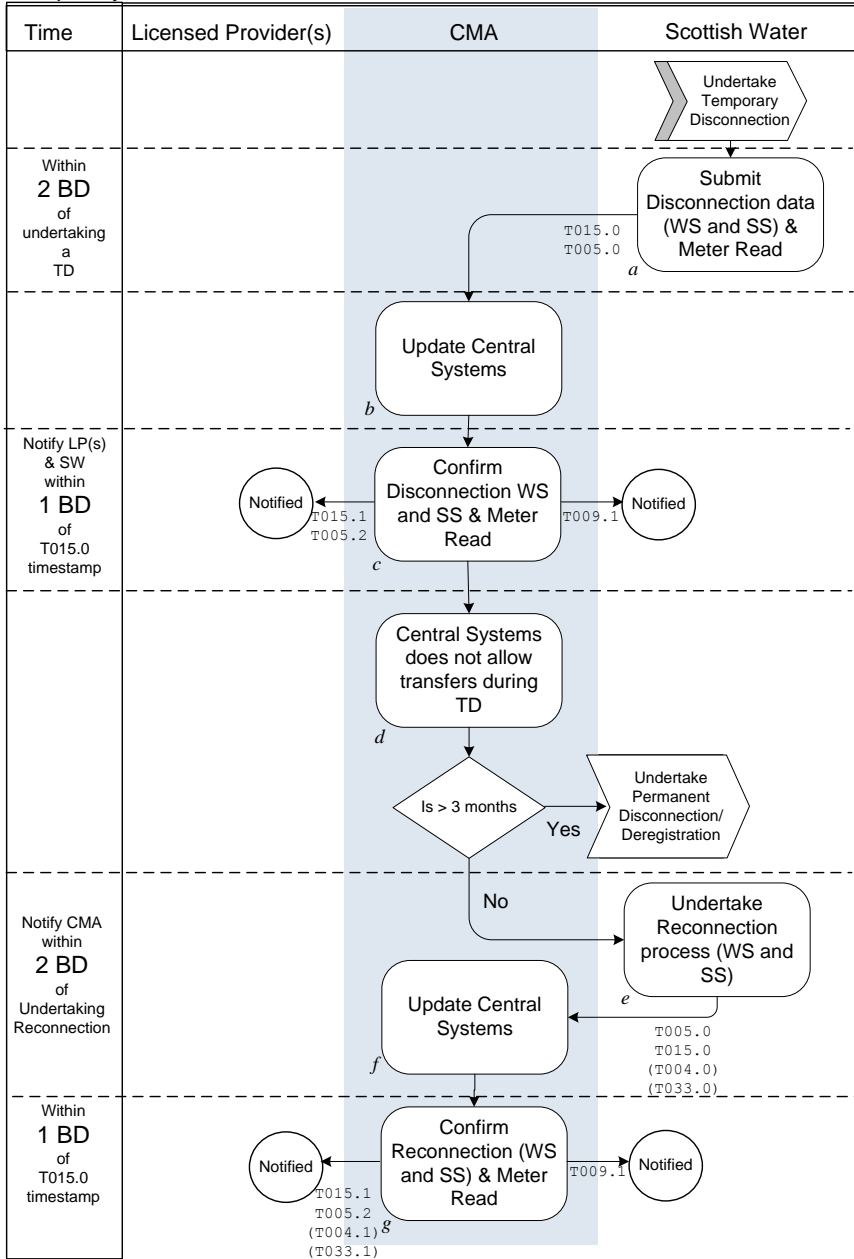 Time
Licensed Provider(s)
CMA
Scottish Water
Undertake
Temporary
Disconnection
Within
2 BD
of
undertaking
a
TD
Submit
Disconnection data
(WS and SS) &
Meter Read
T015.0
T005.0
a
Update Central
Systems
b
Notify LP(s)
& SW
within
1 BD
of
T015.0
timestamp
Notified
T015.1
T005.2
Confirm
Disconnection WS
and SS & Meter
Read
c
T009.1
Notified
Central Systems
does not allow
transfers during
TD
d
Is > 3 months
Yes
Undertake
Permanent
Disconnection/
Deregistration
No
Notify CMA
within
2 BD
of
Undertaking
Reconnection
Undertake
Reconnection
process (WS and
SS)
e
T005.0
T015.0
(T004.0)
(T033.0)
Update Central
Systems
f
Within
1 BD
of
T015.0
timestamp
Notified
T015.1
T005.2
(T004.1)
(T033.1)
Confirm
Reconnection (WS
and SS) & Meter
Read
g
T009.1
Notified